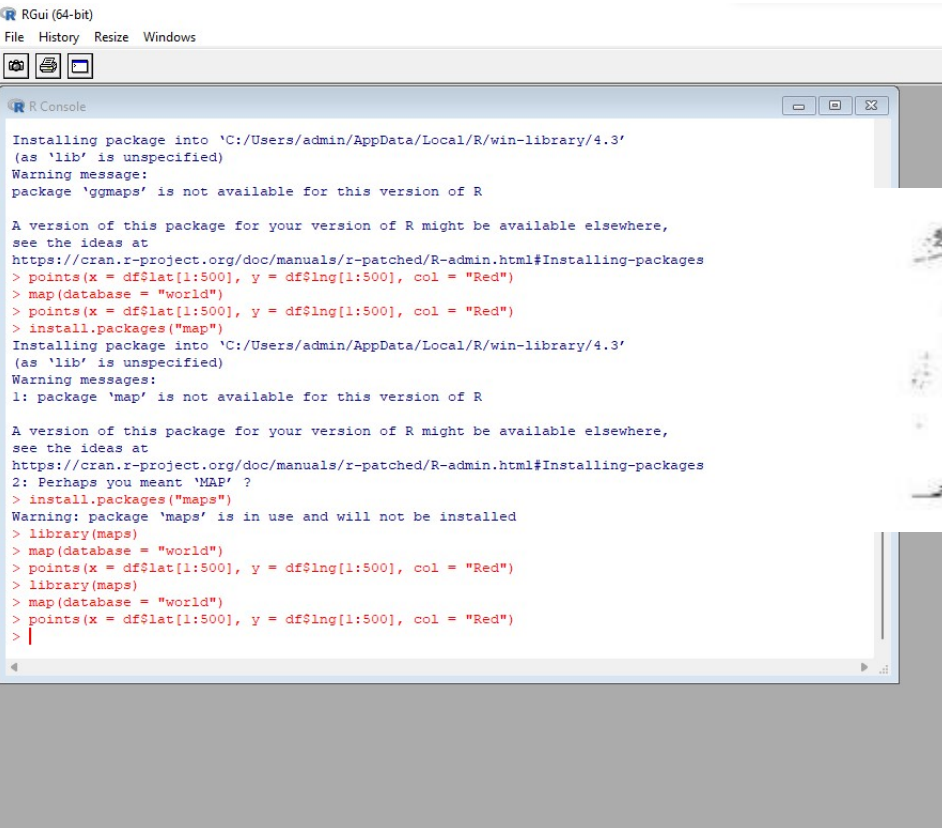 RGui (64-bit)
File History Resize Windows
R Console
Installing package into ‘C:/Users/admin/AppData/Local/R/win-library/4.3’
(as ‘lib’ is unspecified)
Warning message:
package ‘ggmaps’ is not available for this version of R
A version of this package for your version of R might be available elsewhere,
see the ideas at
https://cran.r-project.org/doc/manuals/r-patched/R-admin.html#Installing-packages
> points(x = df$lat[1:500], y = df$lng[1:500], col = "Red")
> map(database = "world")
> points(x = df$lat[1:500], y = df$lng[1:500], col = "Red")
> install.packages("map")
Installing package into ‘C:/Users/admin/AppData/Local/R/win-library/4.3’
(as ‘lib’ is unspecified)
Warning messages:
1: package ‘map’ is not available for this version of R
A version of this package for your version of R might be available elsewhere,
see the ideas at
https://cran.r-project.org/doc/manuals/r-patched/R-admin.html#Installing-packages
2: Perhaps you meant ‘MAP’ ?
> install.packages("maps")
Warning: package ‘maps’ is in use and will not be installed
> library(maps)
> map(database = "world")
> points(x = df$lat[1:500], y = df$lng[1:500], col = "Red")
> library(maps)
> map(database = "world")
> points(x = df$lat[1:500], y = df$lng[1:500], col = "Red")
>